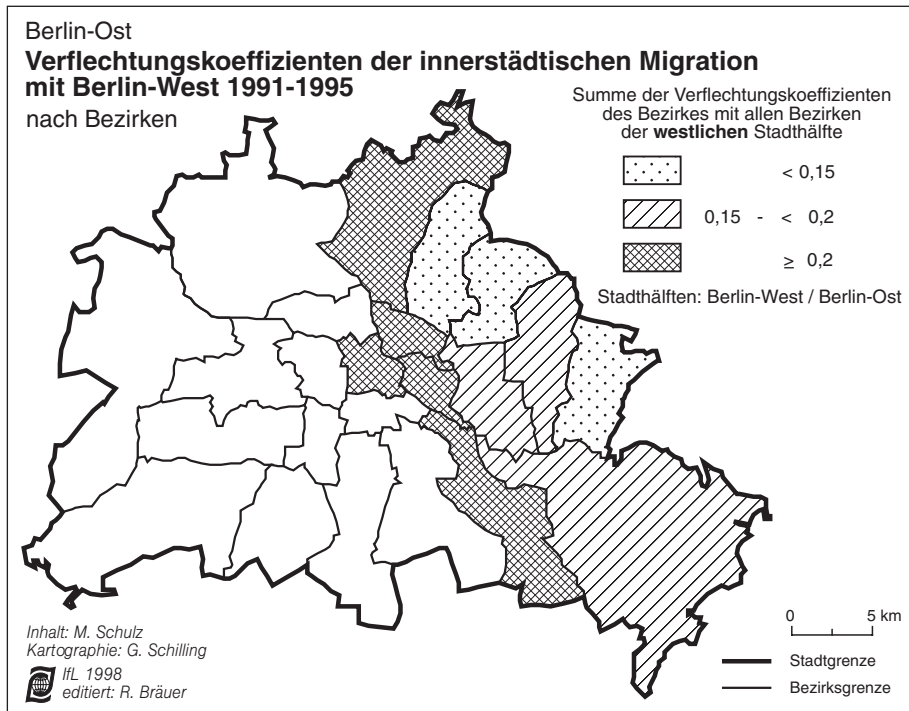 Berlin-Ost
Verflechtungskoeffizienten der innerstädtischen Migration
mit Berlin-West 1991-1995
nach Bezirken
Summe der Verflechtungskoeffizienten
des Bezirkes mit allen Bezirken
der westlichen Stadthälfte
< 0,15
0,15 - < 0,2
≥ 0,2
Stadthälften: Berlin-West / Berlin-Ost
0 5 km
Stadtgrenze
Bezirksgrenze
Inhalt: M. Schulz
Kartographie: G. Schilling
IfL 1998
editiert: R. Bräuer